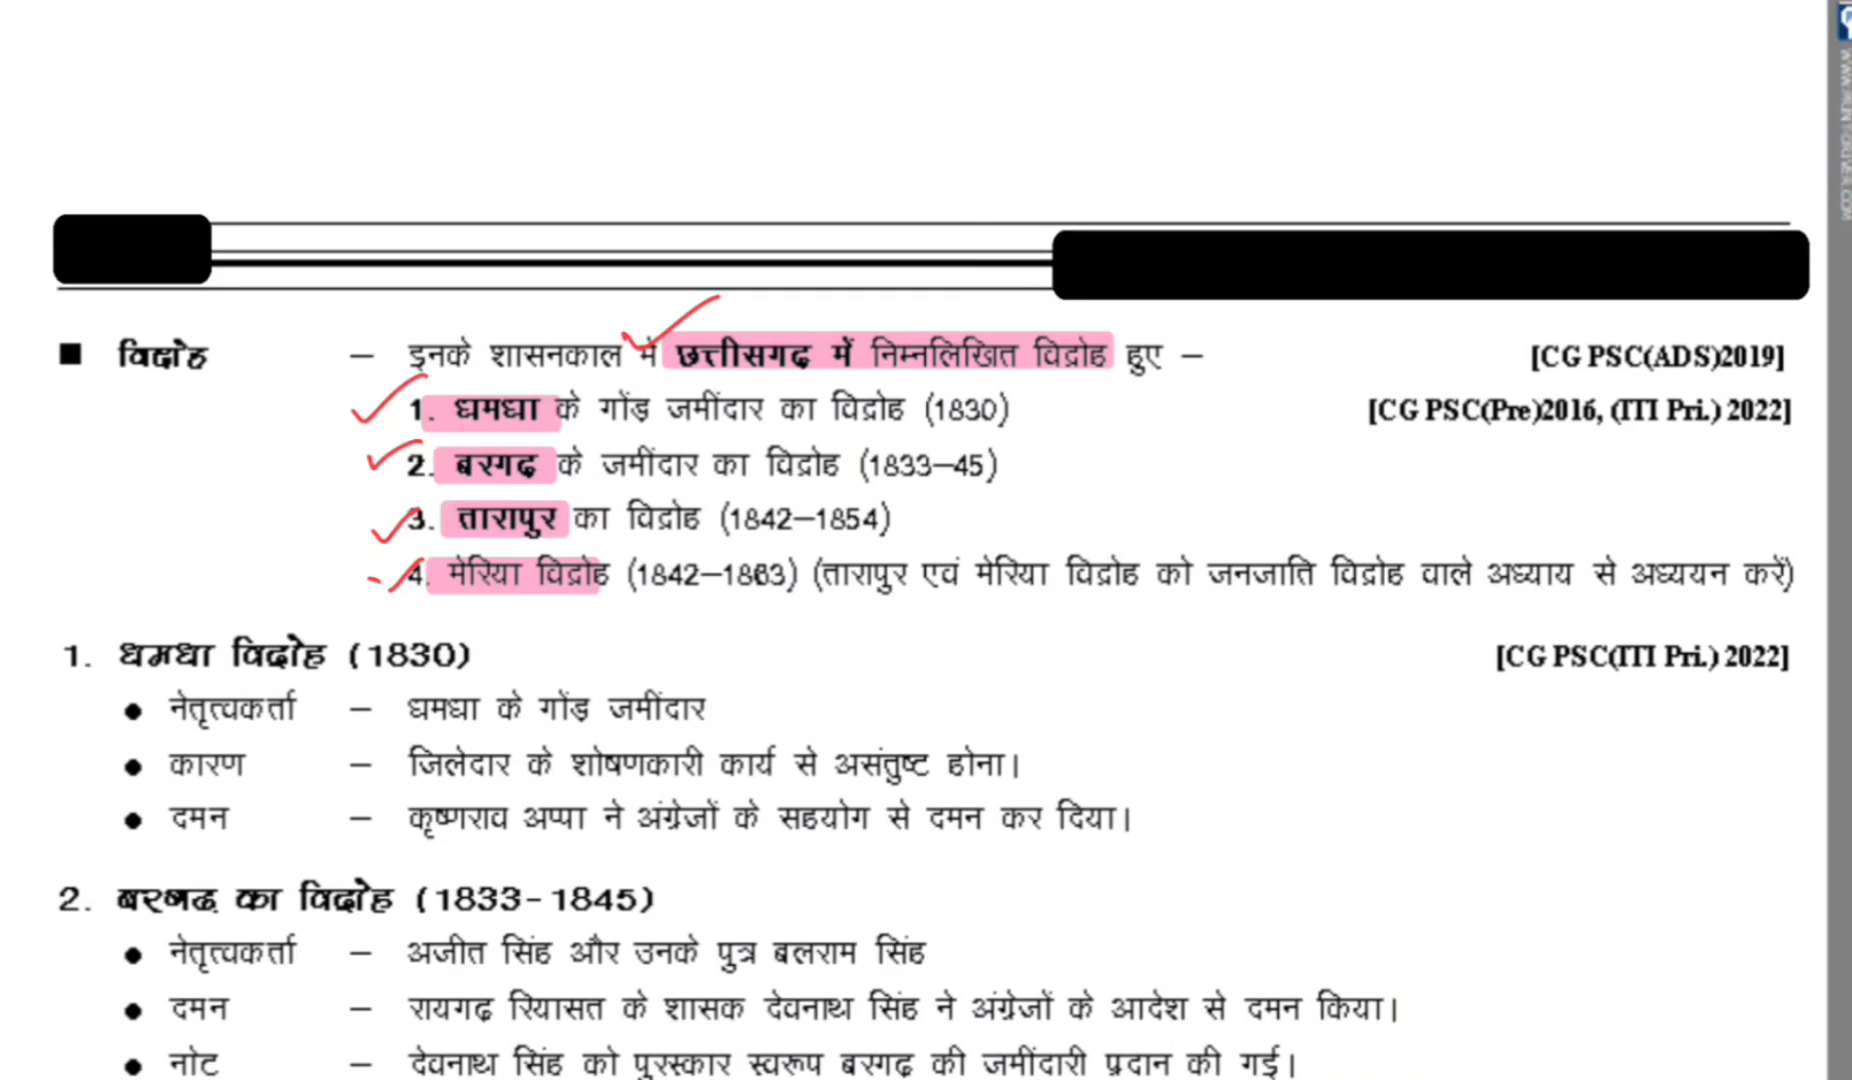 ■ विद्रोह – इनके शासनकाल में छत्तीसगढ़ में निम्नलिखित विद्रोह हुए – [CG PSC(ADS)2019]
1. धमधा के गोंड़ जमींदार का विद्रोह (1830) [CG PSC(Pre)2016, (ITI Pri.) 2022]
2. बरगढ़ के जमींदार का विद्रोह (1833–45)
3. तारापुर का विद्रोह (1842–1854)
4. मेरिया विद्रोह (1842–1863) (तारापुर एवं मेरिया विद्रोह को जनजाति विद्रोह वाले अध्याय से अध्ययन करें)
1. धमधा विद्रोह (1830) [CG PSC(ITI Pri.) 2022]
● नेतृत्वकर्ता – धमधा के गोंड़ जमींदार
● कारण – जिलेदार के शोषणकारी कार्य से असंतुष्ट होना।
● दमन – कृष्णराव अप्पा ने अंग्रेजों के सहयोग से दमन कर दिया।
2. बरगढ़ का विद्रोह (1833-1845)
● नेतृत्वकर्ता – अजीत सिंह और उनके पुत्र बलराम सिंह
● दमन – रायगढ़ रियासत के शासक देवनाथ सिंह ने अंग्रेजों के आदेश से दमन किया।
● नोट – देवनाथ सिंह को पुरस्कार स्वरूप बरगढ़ की जमींदारी प्रदान की गई।